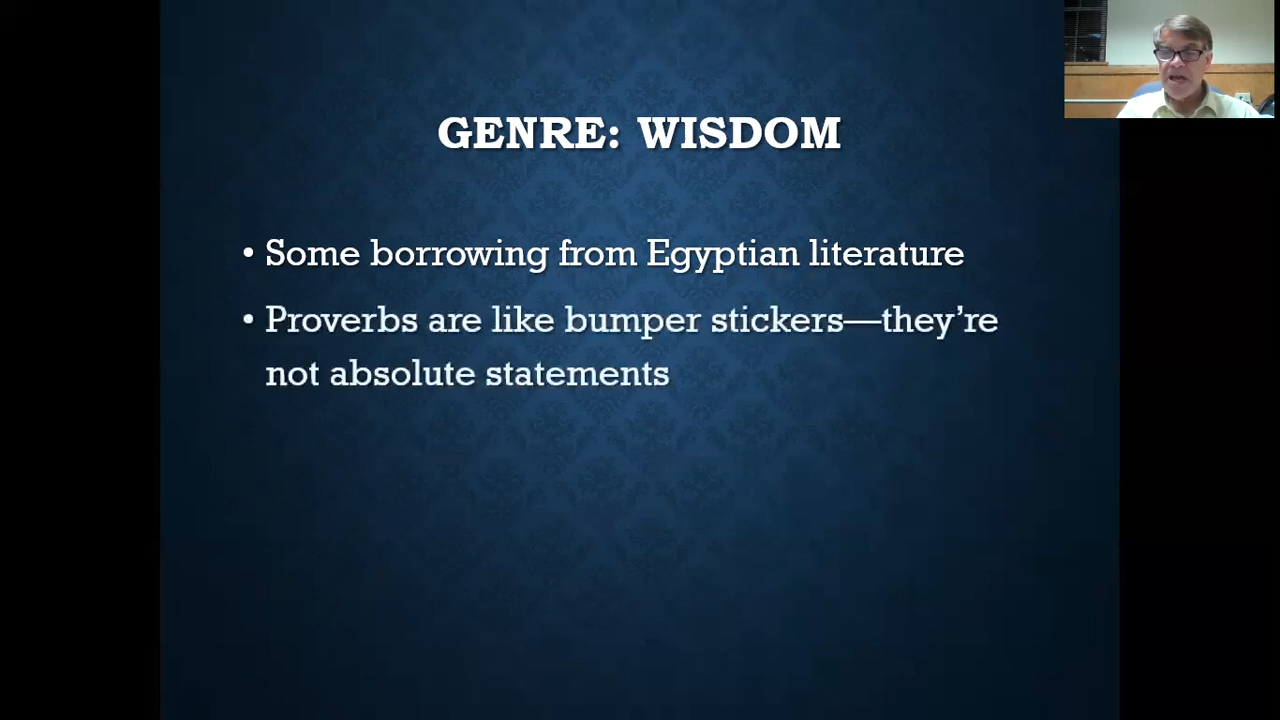 GENRE: WISDOM
• Some borrowing from Egyptian literature
• Proverbs are like bumper stickers—they’re
not absolute statements